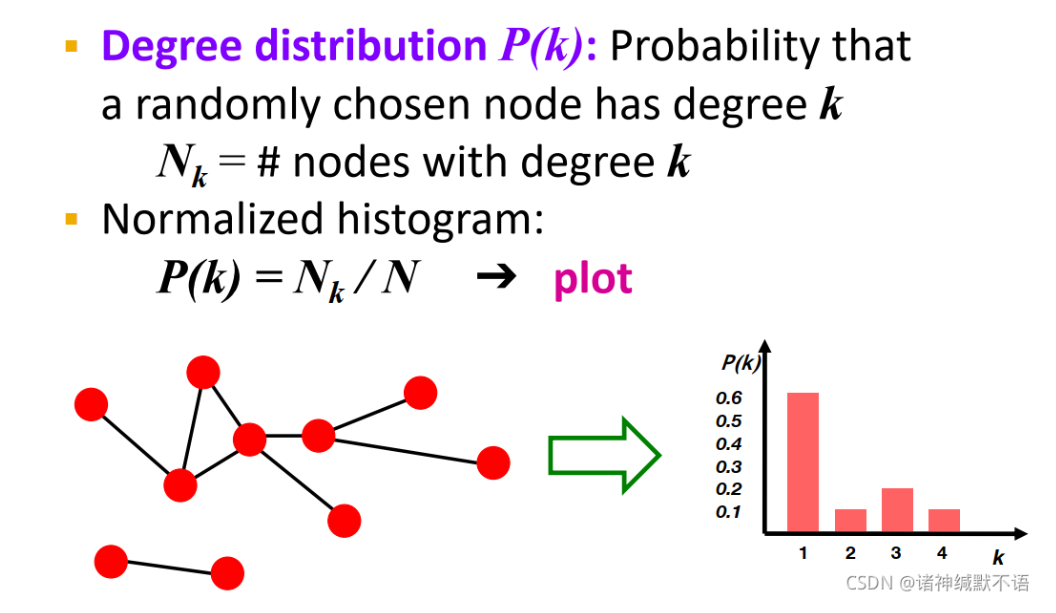 ▪ Degree distribution P(k): Probability that
a randomly chosen node has degree k
Nk = # nodes with degree k
▪ Normalized histogram:
P(k) = Nk / N ➔ plot
P(k)
0.6
0.5
0.4
0.3
0.2
0.1
1 2 3 4 k
CSDN @诸神缄默不语